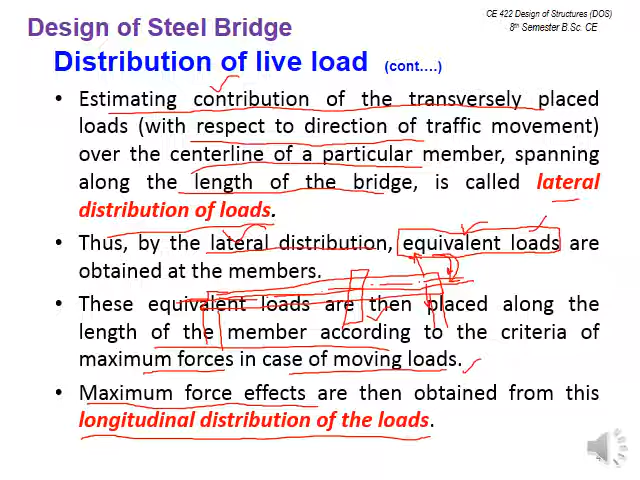 CE 422 Design of Structures (DOS)
Design of Steel Bridge
8th Semester B.Sc. CE
Distribution of live load (cont….)
• Estimating contribution of the transversely placed
loads (with respect to direction of traffic movement)
over the centerline of a particular member, spanning
along the length of the bridge, is called lateral
distribution of loads.
• Thus, by the lateral distribution, equivalent loads are
obtained at the members.
• These equivalent loads are then placed along the
length of the member according to the criteria of
maximum forces in case of moving loads.
• Maximum force effects are then obtained from this
longitudinal distribution of the loads.